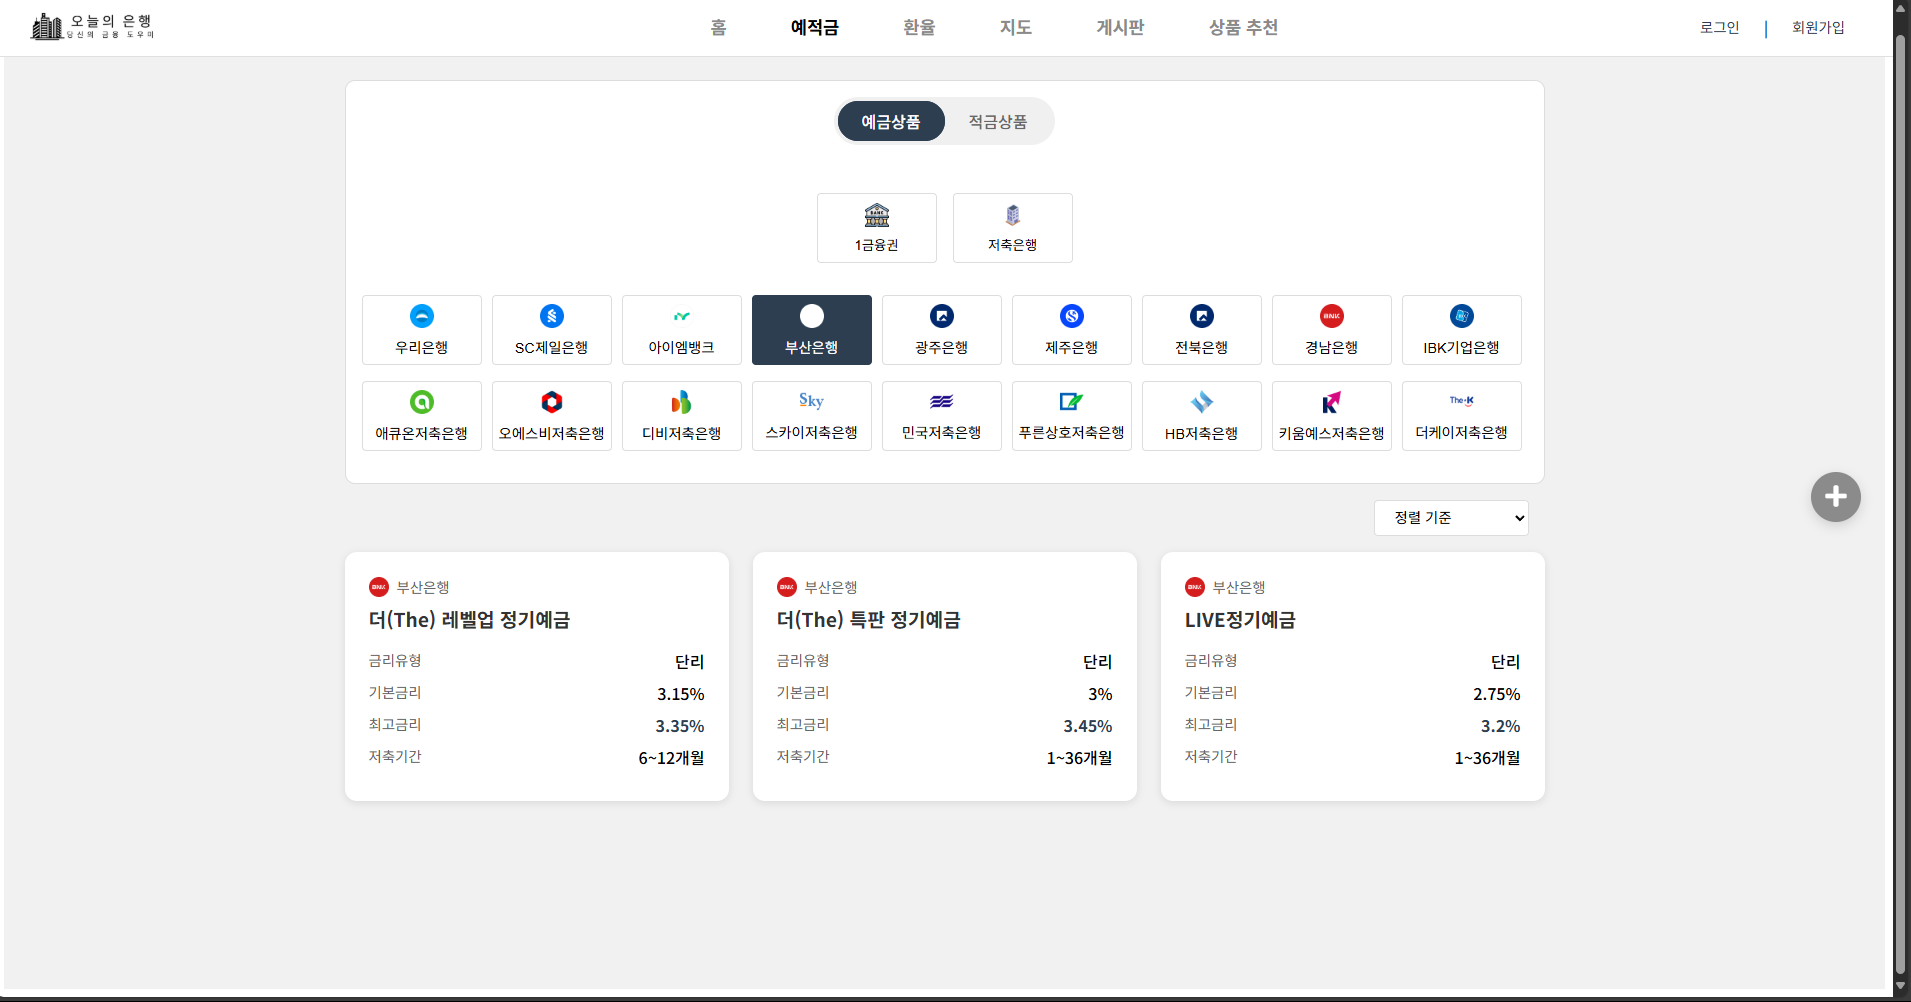 오늘의 은행
당신의 금융 도우미
홈 예적금 환율 지도 게시판 상품 추천
로그인 | 회원가입
예금상품 적금상품
BANK
1금융권 저축은행
BNK
우리은행 SC제일은행 아이엠뱅크 부산은행 광주은행 제주은행 전북은행 경남은행 IBK기업은행
Sky The-K
애큐온저축은행 오에스비저축은행 디비저축은행 스카이저축은행 민국저축은행 푸른상호저축은행 HB저축은행 키움예스저축은행 더케이저축은행
정렬 기준
BNK 부산은행
더(The) 레벨업 정기예금
금리유형 단리
기본금리 3.15%
최고금리 3.35%
저축기간 6~12개월
BNK 부산은행
더(The) 특판 정기예금
금리유형 단리
기본금리 3%
최고금리 3.45%
저축기간 1~36개월
BNK 부산은행
LIVE정기예금
금리유형 단리
기본금리 2.75%
최고금리 3.2%
저축기간 1~36개월